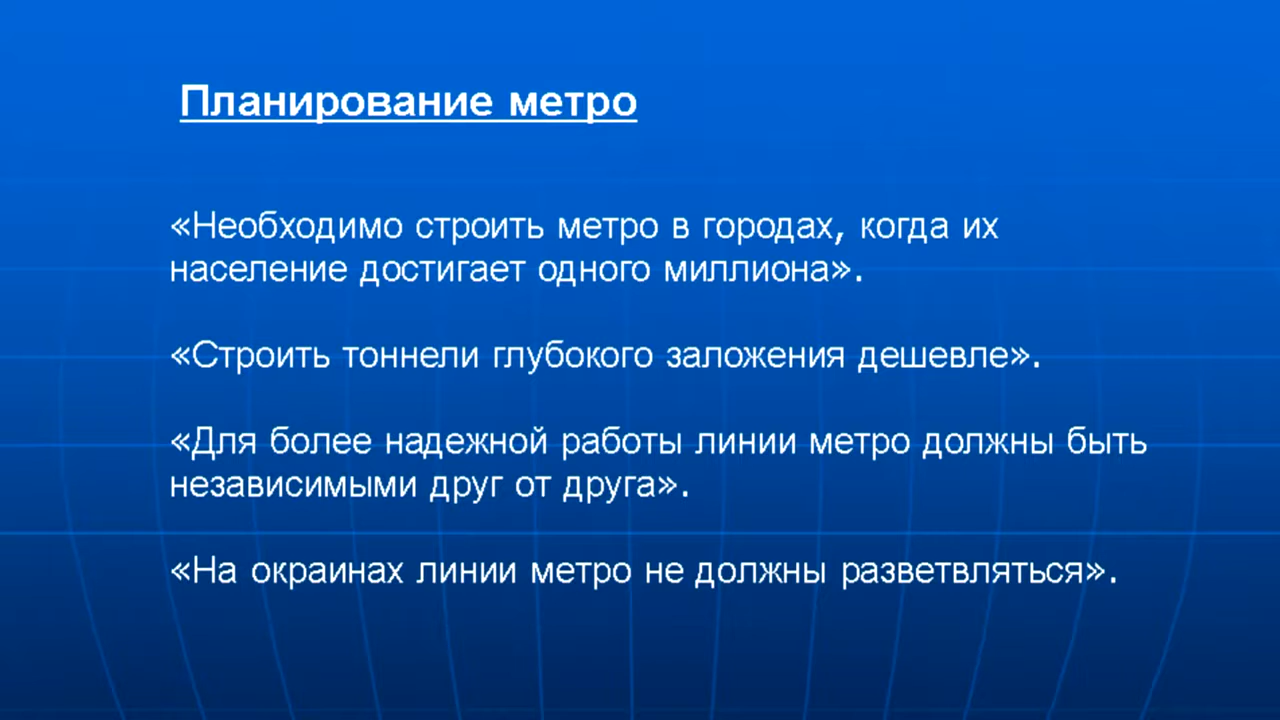 Планирование метро
«Необходимо строить метро в городах, когда их
население достигает одного миллиона».
«Строить тоннели глубокого заложения дешевле».
«Для более надежной работы линии метро должны быть
независимыми друг от друга».
«На окраинах линии метро не должны разветвляться».